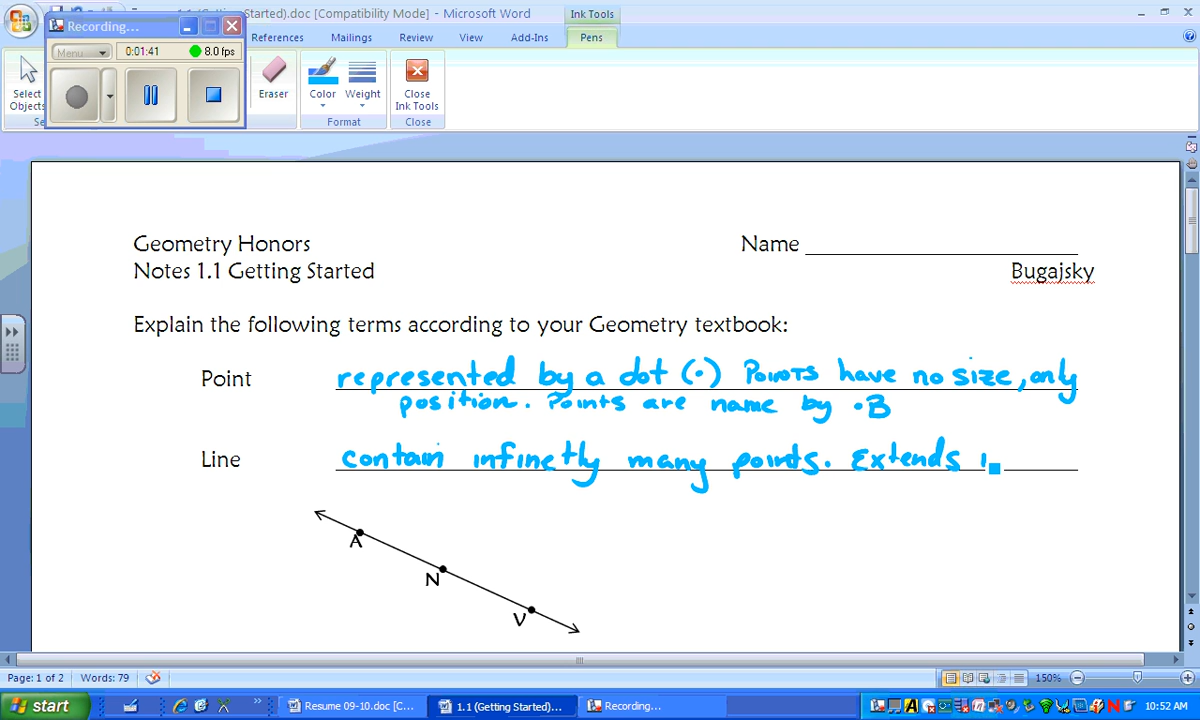 Started).doc [Compatibility Mode] - Microsoft Word
Ink Tools
Recording...
References Mailings Review View Add-Ins Pens
Menu 0:01:41 8.0 fps
Select Objects
Eraser
Color Weight
Close Ink Tools
Format Close
Geometry Honors Name
Notes 1.1 Getting Started Bugajsky
Explain the following terms according to your Geometry textbook:
Point represented by a dot (•) Points have no size, only
position. Points are name by •B
Line contain infinetly many points. Extends i
A
N
V
Page: 1 of 2 Words: 79 150%
start Resume 09-10.doc [C... 1.1 (Getting Started)... Recording... 10:52 AM